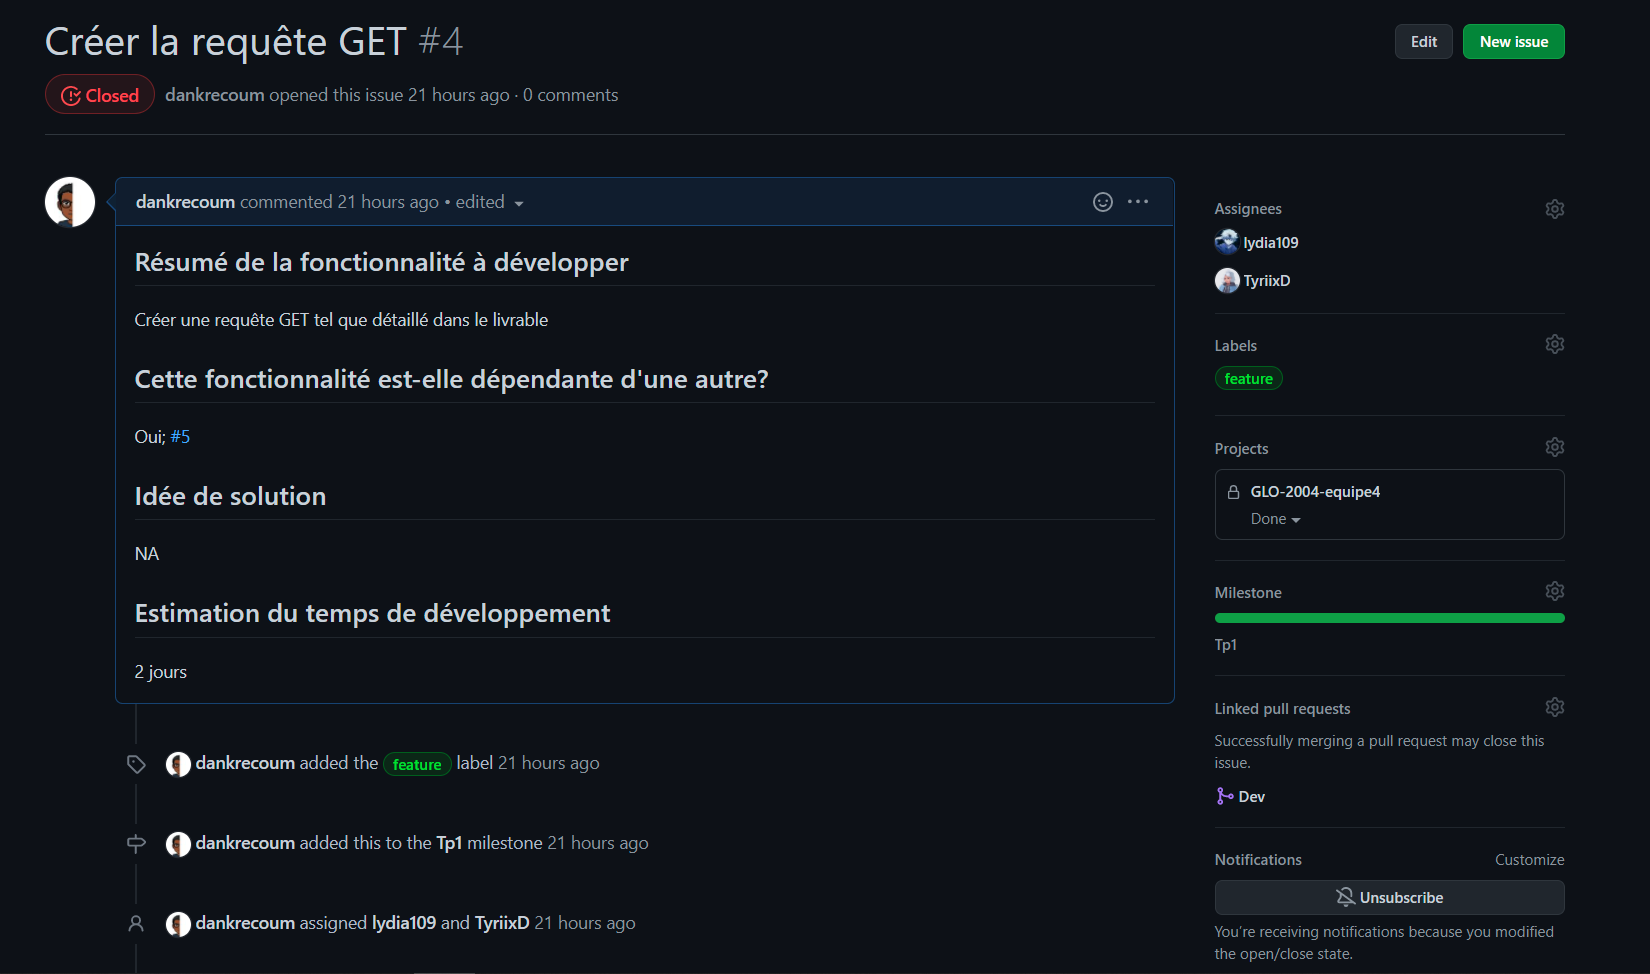 Créer la requête GET #4
Edit
New issue
Closed
dankrecoum opened this issue 21 hours ago · 0 comments
dankrecoum commented 21 hours ago • edited
Résumé de la fonctionnalité à développer
Créer une requête GET tel que détaillé dans le livrable
Cette fonctionnalité est-elle dépendante d'une autre?
Oui; #5
Idée de solution
NA
Estimation du temps de développement
2 jours
dankrecoum added the feature label 21 hours ago
dankrecoum added this to the Tp1 milestone 21 hours ago
dankrecoum assigned lydia109 and TyriixD 21 hours ago
Assignees
lydia109
TyriixD
Labels
feature
Projects
GLO-2004-equipe4
Done
Milestone
Tp1
Linked pull requests
Successfully merging a pull request may close this
issue.
Dev
Notifications
Customize
Unsubscribe
You're receiving notifications because you modified
the open/close state.